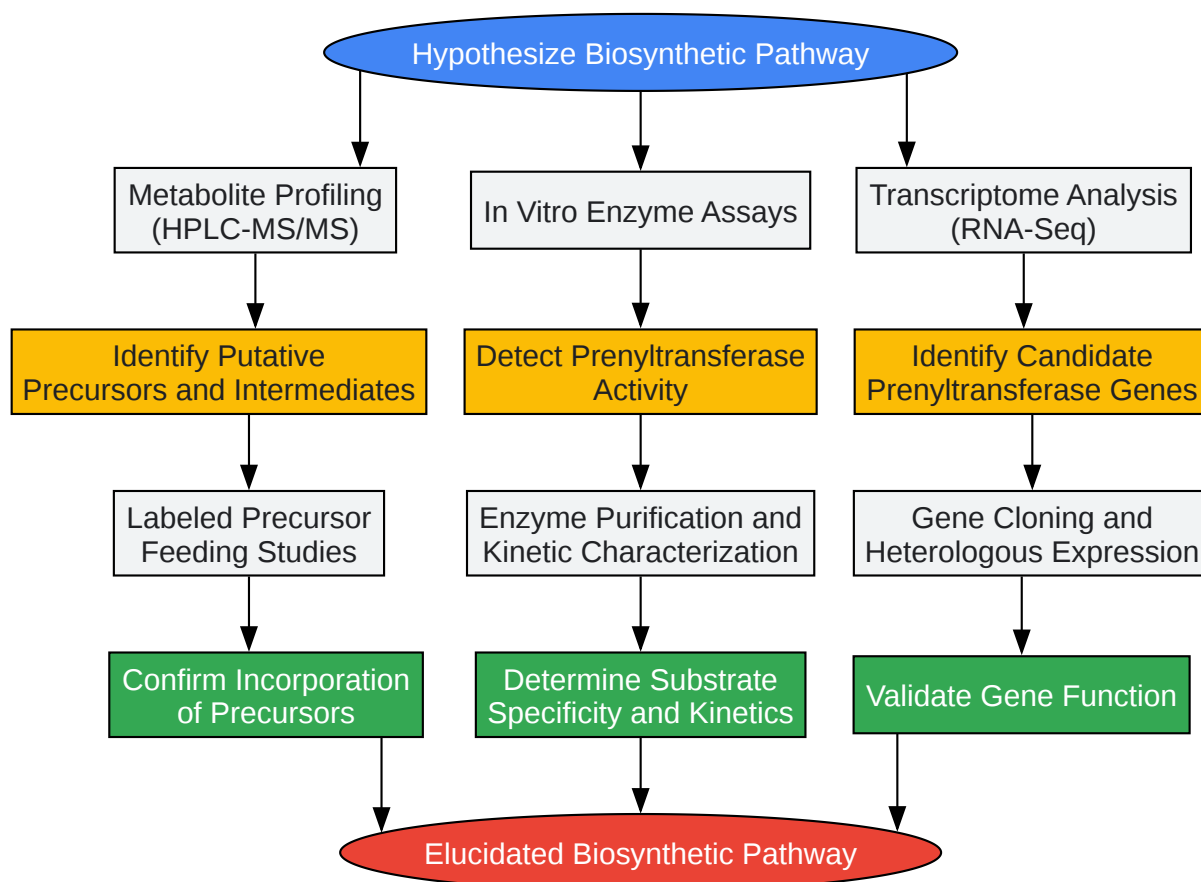 Hypothesize Biosynthetic Pathway
Metabolite Profiling
(HPLC-MS/MS)
In Vitro Enzyme Assays
Transcriptome Analysis
(RNA-Seq)
Identify Putative
Precursors and Intermediates
Detect Prenyltransferase
Activity
Identify Candidate
Prenyltransferase Genes
Labeled Precursor
Feeding Studies
Enzyme Purification and
Kinetic Characterization
Gene Cloning and
Heterologous Expression
Confirm Incorporation
of Precursors
Determine Substrate
Specificity and Kinetics
Validate Gene Function
Elucidated Biosynthetic Pathway